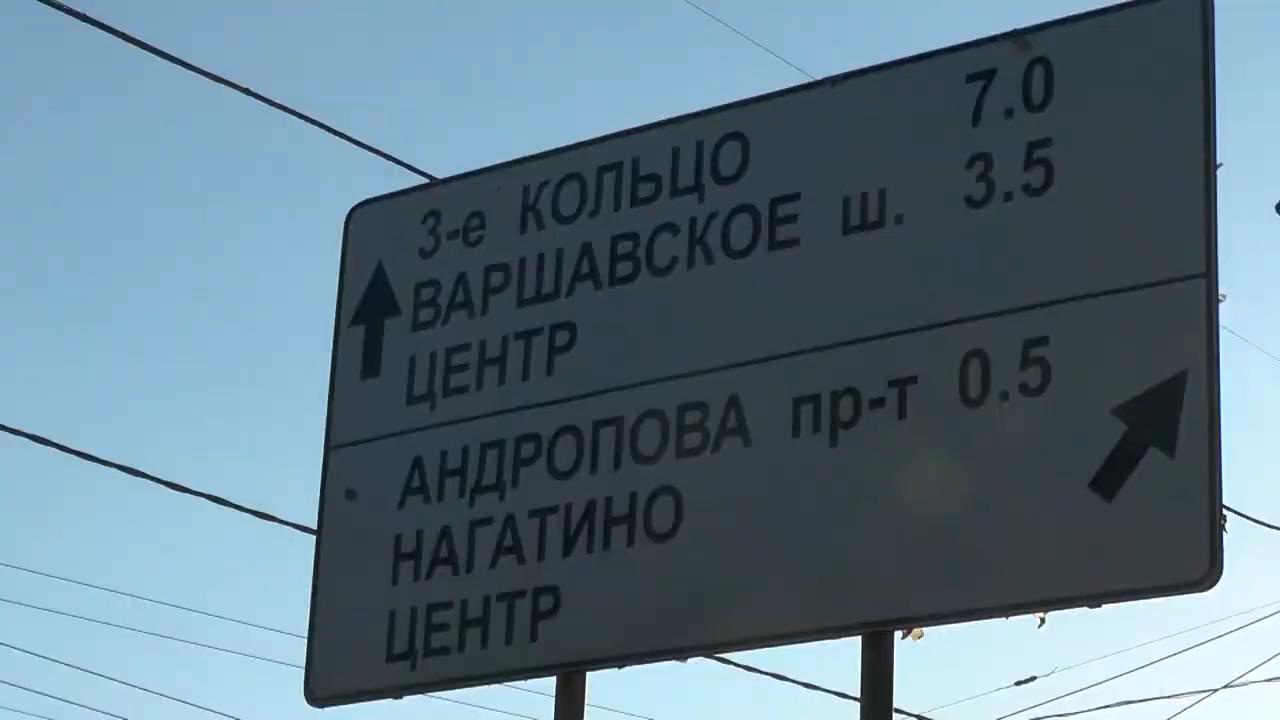 3-е КОЛЬЦО 7.0
ВАРШАВСКОЕ ш. 3.5
ЦЕНТР
АНДРОПОВА пр-т 0.5
НАГАТИНО
ЦЕНТР